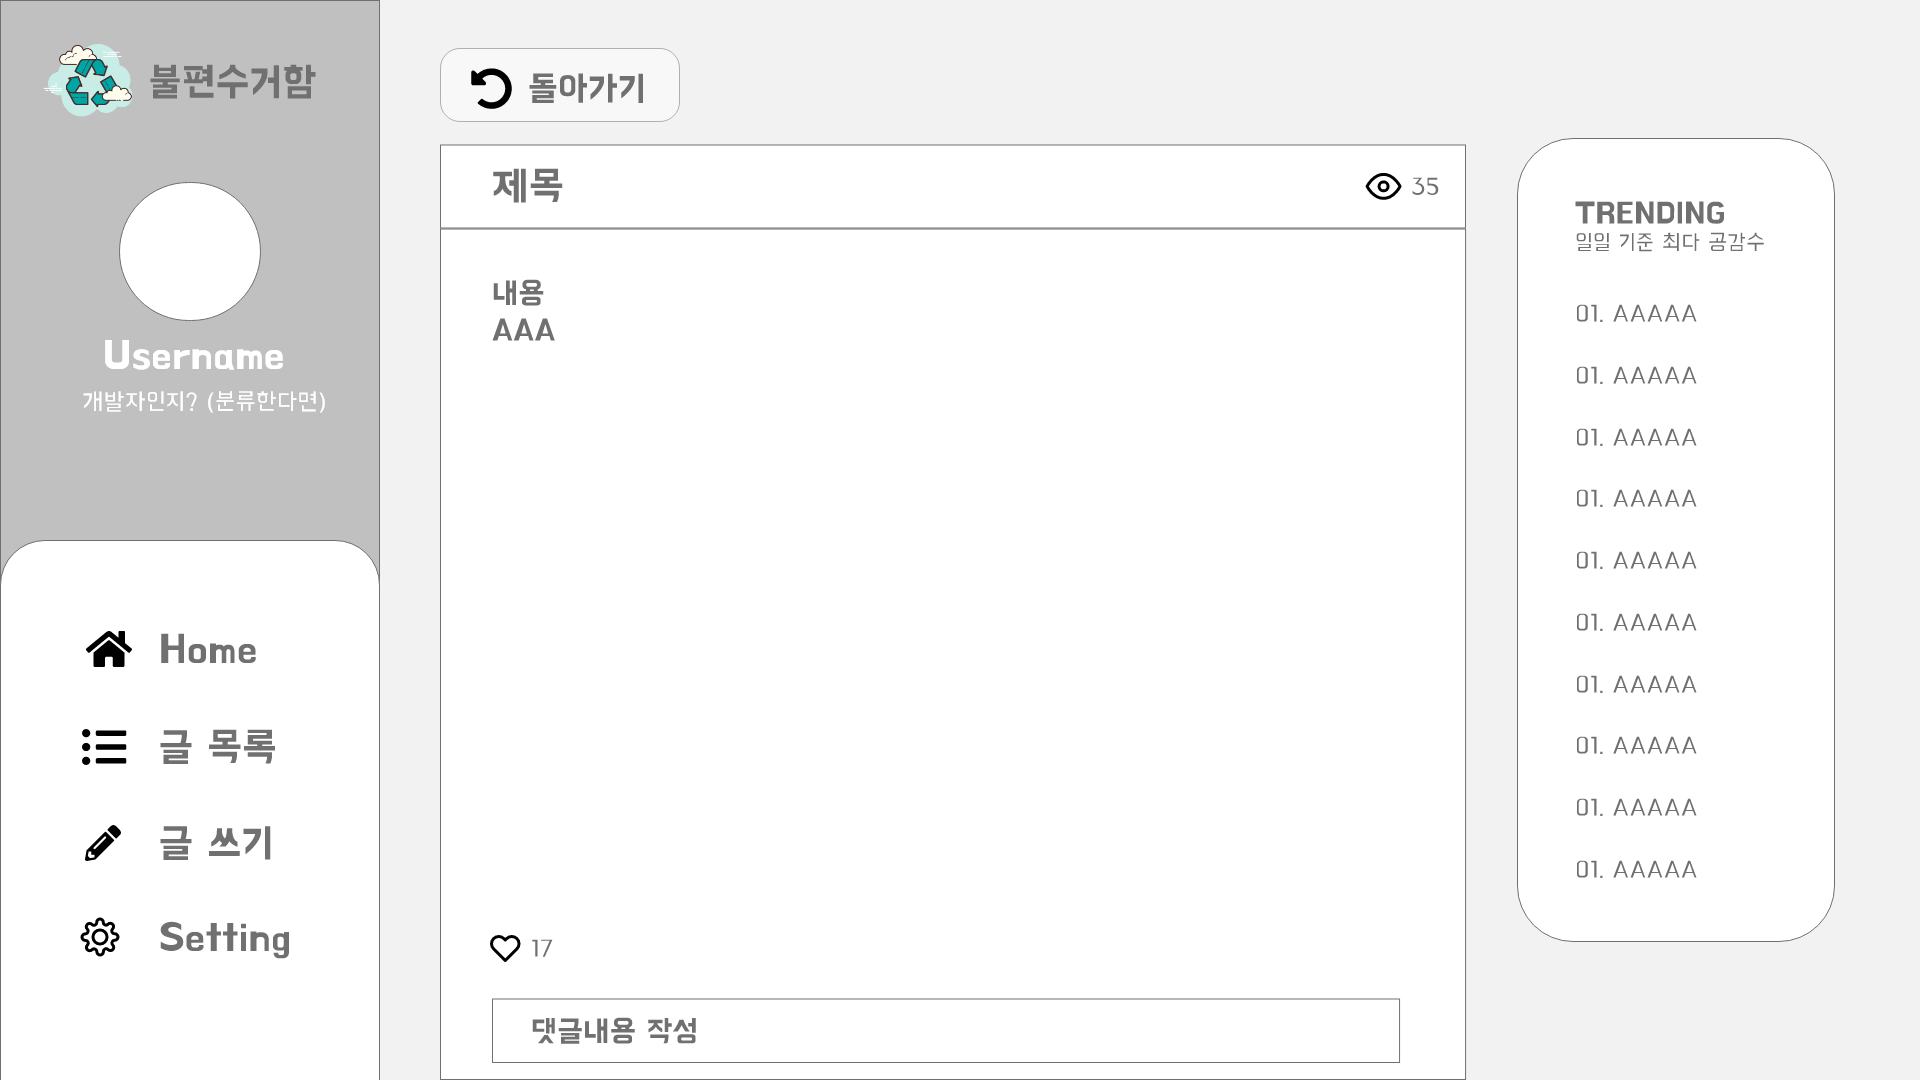 불편수거함
Username
개발자인지? (분류한다면)
Home
글 목록
글 쓰기
Setting
돌아가기
제목
35
내용
AAA
17
댓글내용 작성
TRENDING
일일 기준 최다 공감수
01. AAAAA
01. AAAAA
01. AAAAA
01. AAAAA
01. AAAAA
01. AAAAA
01. AAAAA
01. AAAAA
01. AAAAA
01. AAAAA